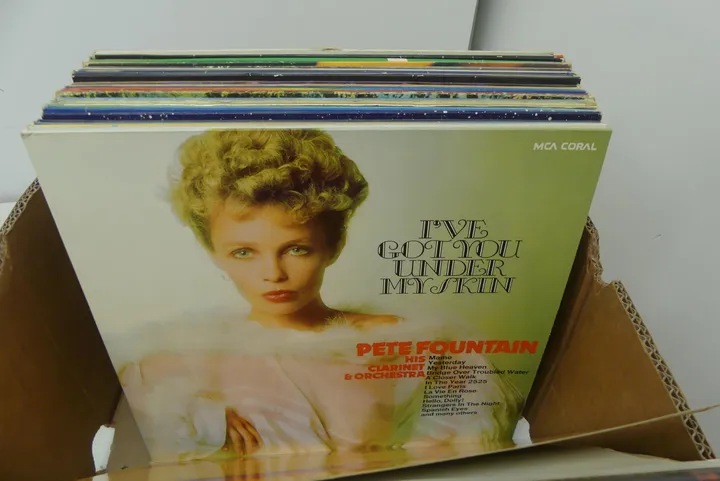 MCA CORAL
I'VE
GOT YOU
UNDER
MY SKIN
PETE FOUNTAIN
HIS
CLARINET
& ORCHESTRA
Mame
Yesterday
My Blue Heaven
Bridge Over Troubled Water
A Closer Walk
In The Year 2525
I Love Paris
La Vie En Rose
Something
Hello, Dolly!
Strangers In The Night
Spanish Eyes
and many others